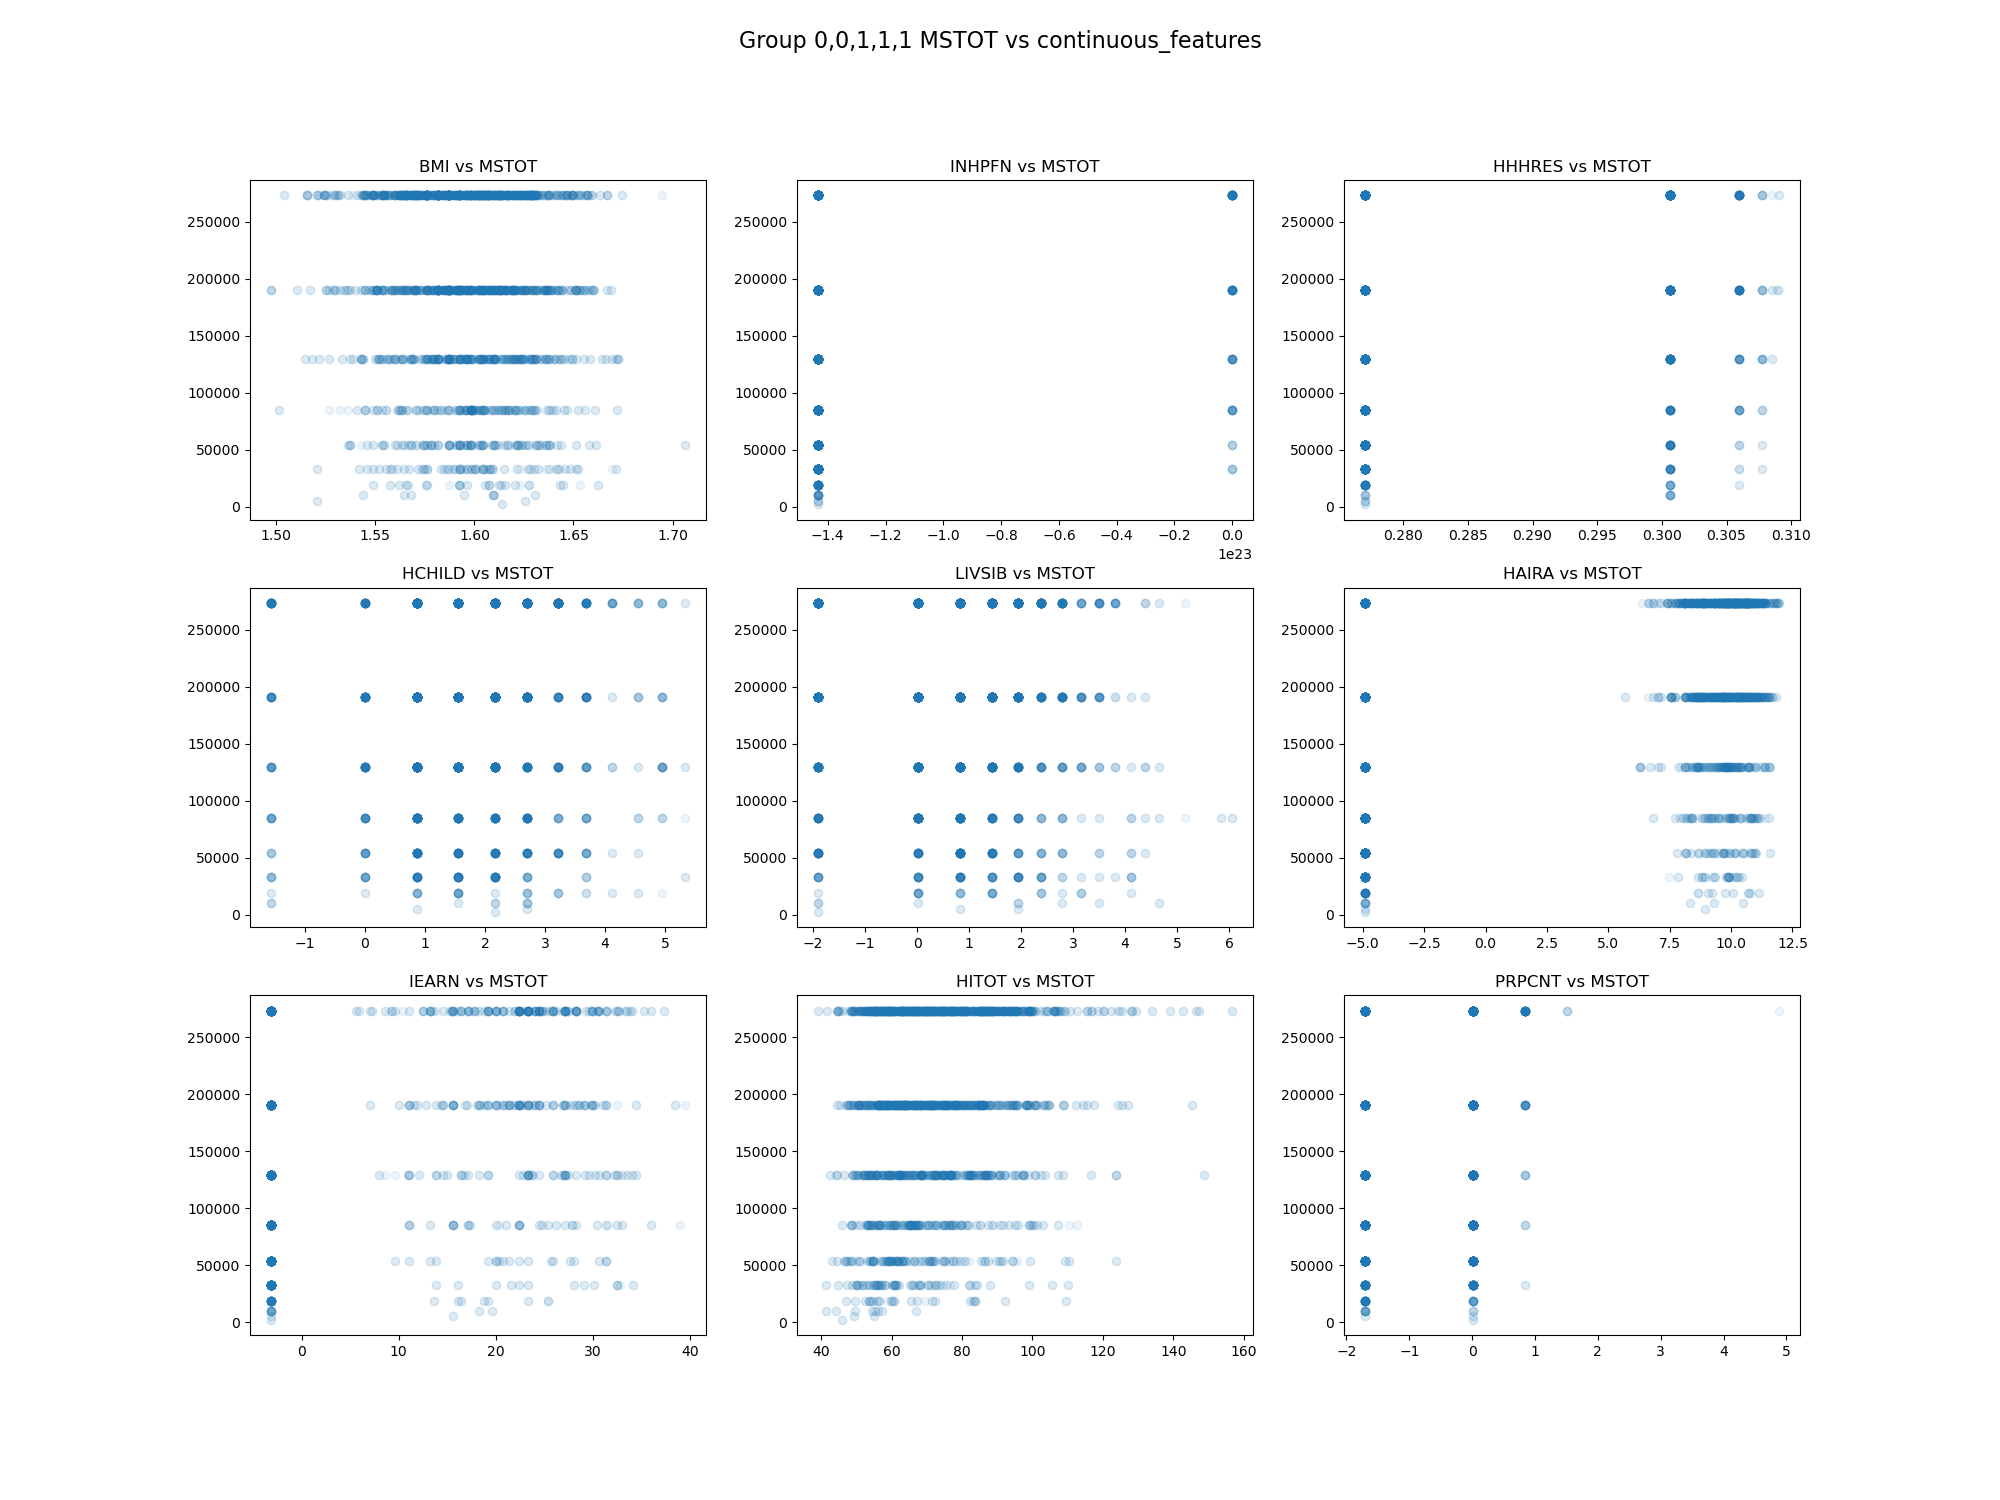 Group 0,0,1,1,1 MSTOT vs continuous_features
BMI vs MSTOT
INHPFN vs MSTOT
HHHRES vs MSTOT
250000
200000
150000
100000
50000
0
250000
200000
150000
100000
50000
0
250000
200000
150000
100000
50000
0
1.50 1.55 1.60 1.65 1.70
−1.4 −1.2 −1.0 −0.8 −0.6 −0.4 −0.2 0.0
1e23
0.280 0.285 0.290 0.295 0.300 0.305 0.310
HCHILD vs MSTOT
LIVSIB vs MSTOT
HAIRA vs MSTOT
250000
200000
150000
100000
50000
0
250000
200000
150000
100000
50000
0
250000
200000
150000
100000
50000
0
−1 0 1 2 3 4 5
−2 −1 0 1 2 3 4 5 6
−5.0 −2.5 0.0 2.5 5.0 7.5 10.0 12.5
IEARN vs MSTOT
HITOT vs MSTOT
PRPCNT vs MSTOT
250000
200000
150000
100000
50000
0
250000
200000
150000
100000
50000
0
250000
200000
150000
100000
50000
0
0 10 20 30 40
40 60 80 100 120 140 160
−2 −1 0 1 2 3 4 5